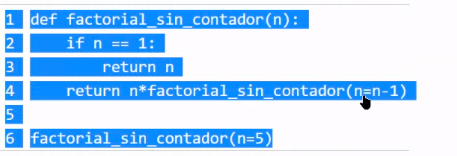 1 def factorial_sin_contador(n):
2     if n == 1:
3         return n
4     return n*factorial_sin_contador(n=n-1)
5
6 factorial_sin_contador(n=5)